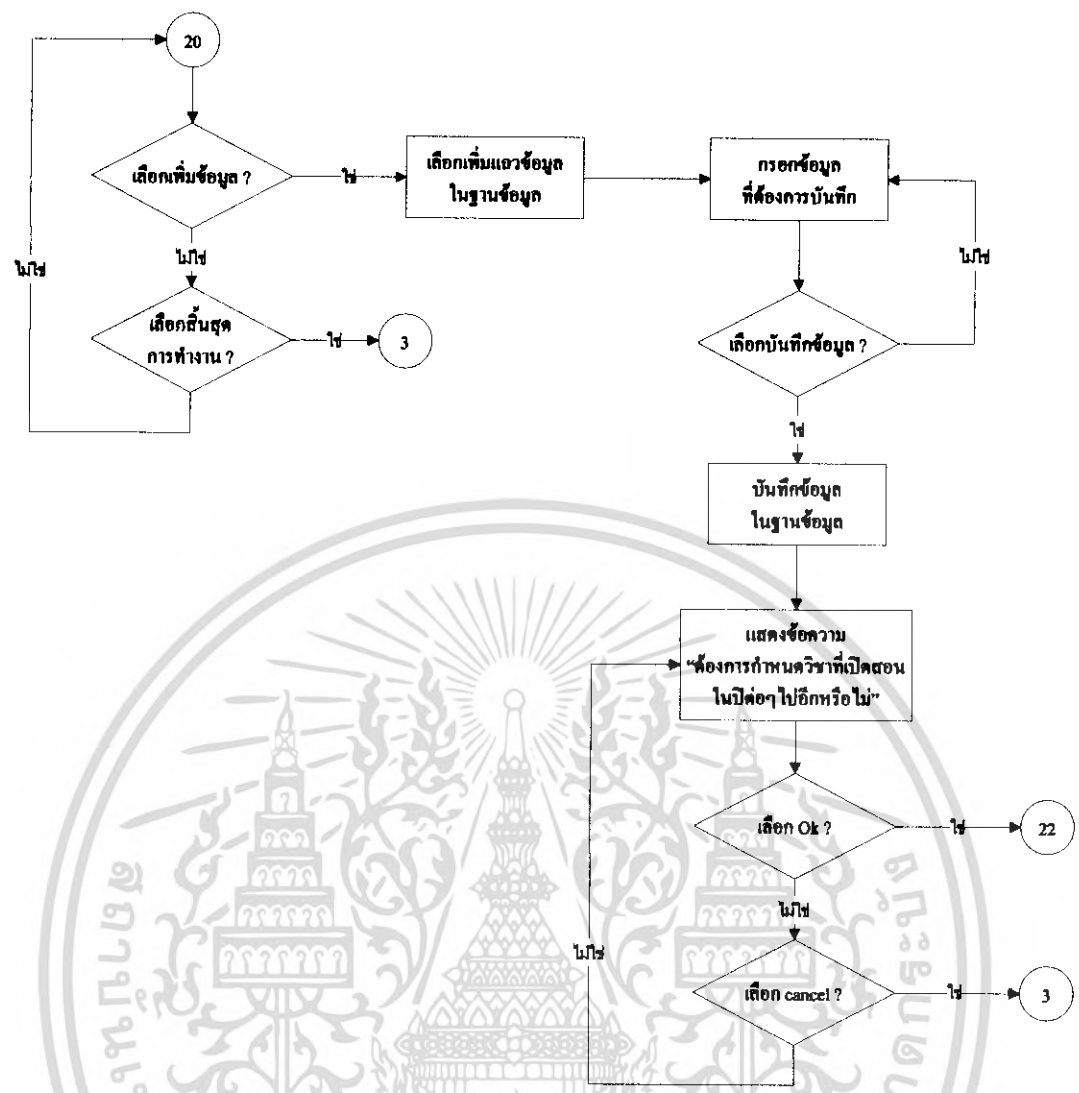 20
เลือกเพิ่มข้อมูล ?
ใช่
เลือกเพิ่มแถวข้อมูล
ในฐานข้อมูล
กรอกข้อมูล
ที่ต้องการบันทึก
ไม่ใช่
ไม่ใช่
ไม่ใช่
เลือกสิ้นสุด
การทำงาน ?
ใช่
3
เลือกบันทึกข้อมูล ?
ใช่
บันทึกข้อมูล
ในฐานข้อมูล
แสดงข้อความ
“ต้องการกำหนดวิชาที่เปิดสอน
ในปีต่อๆไปอีกหรือไม่”
เลือก Ok ?
ใช่
22
ไม่ใช่
ไม่ใช่
เลือก cancel ?
ใช่
3